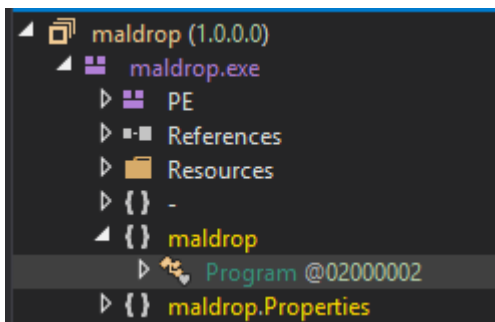 maldrop (1.0.0.0)
maldrop.exe
PE
References
Resources
{ } -
{ } maldrop
Program @02000002
{ } maldrop.Properties